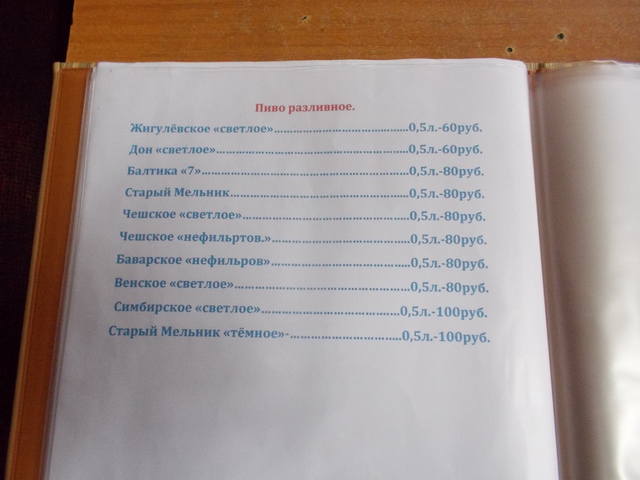 Пиво разливное.
Жигулёвское «светлое»……………………………………0,5л.-60руб.
Дон «светлое»……………………………………………………0,5л.-60руб.
Балтика «7»………………………………………………………0,5л.-80руб.
Старый Мельник………………………………………………0,5л.-80руб.
Чешское «светлое»……………………………………………0,5л.-80руб.
Чешское «нефильртов.»……………………………………0,5л.-80руб.
Баварское «нефильров»……………………………………0,5л.-80руб.
Венское «светлое»……………………………………………0,5л.-80руб.
Симбирское «светлое»……………………………………0,5л.-100руб.
Старый Мельник «тёмное»-……………………………0,5л.-100руб.